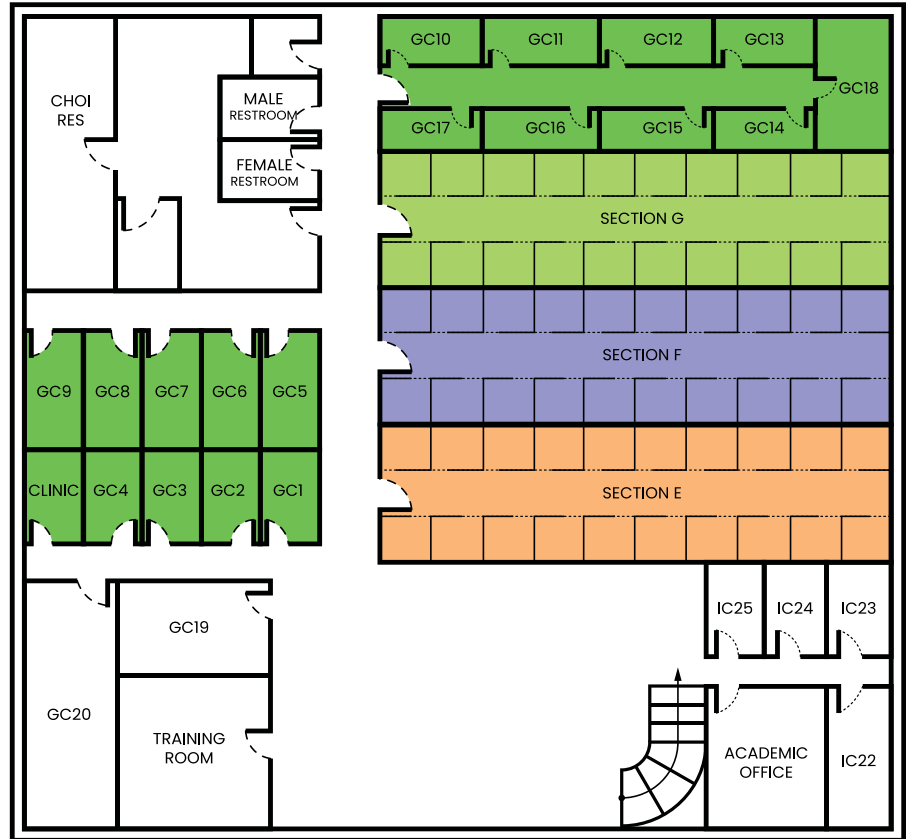 GC10
GC11
GC12
GC13
GC18
CHOI
RES
MALE
RESTROOM
GC17
GC16
GC15
GC14
FEMALE
RESTROOM
SECTION G
SECTION F
GC9
GC8
GC7
GC6
GC5
CLINIC
GC4
GC3
GC2
GC1
SECTION E
IC25
IC24
IC23
GC19
GC20
TRAINING
ROOM
ACADEMIC
OFFICE
IC22